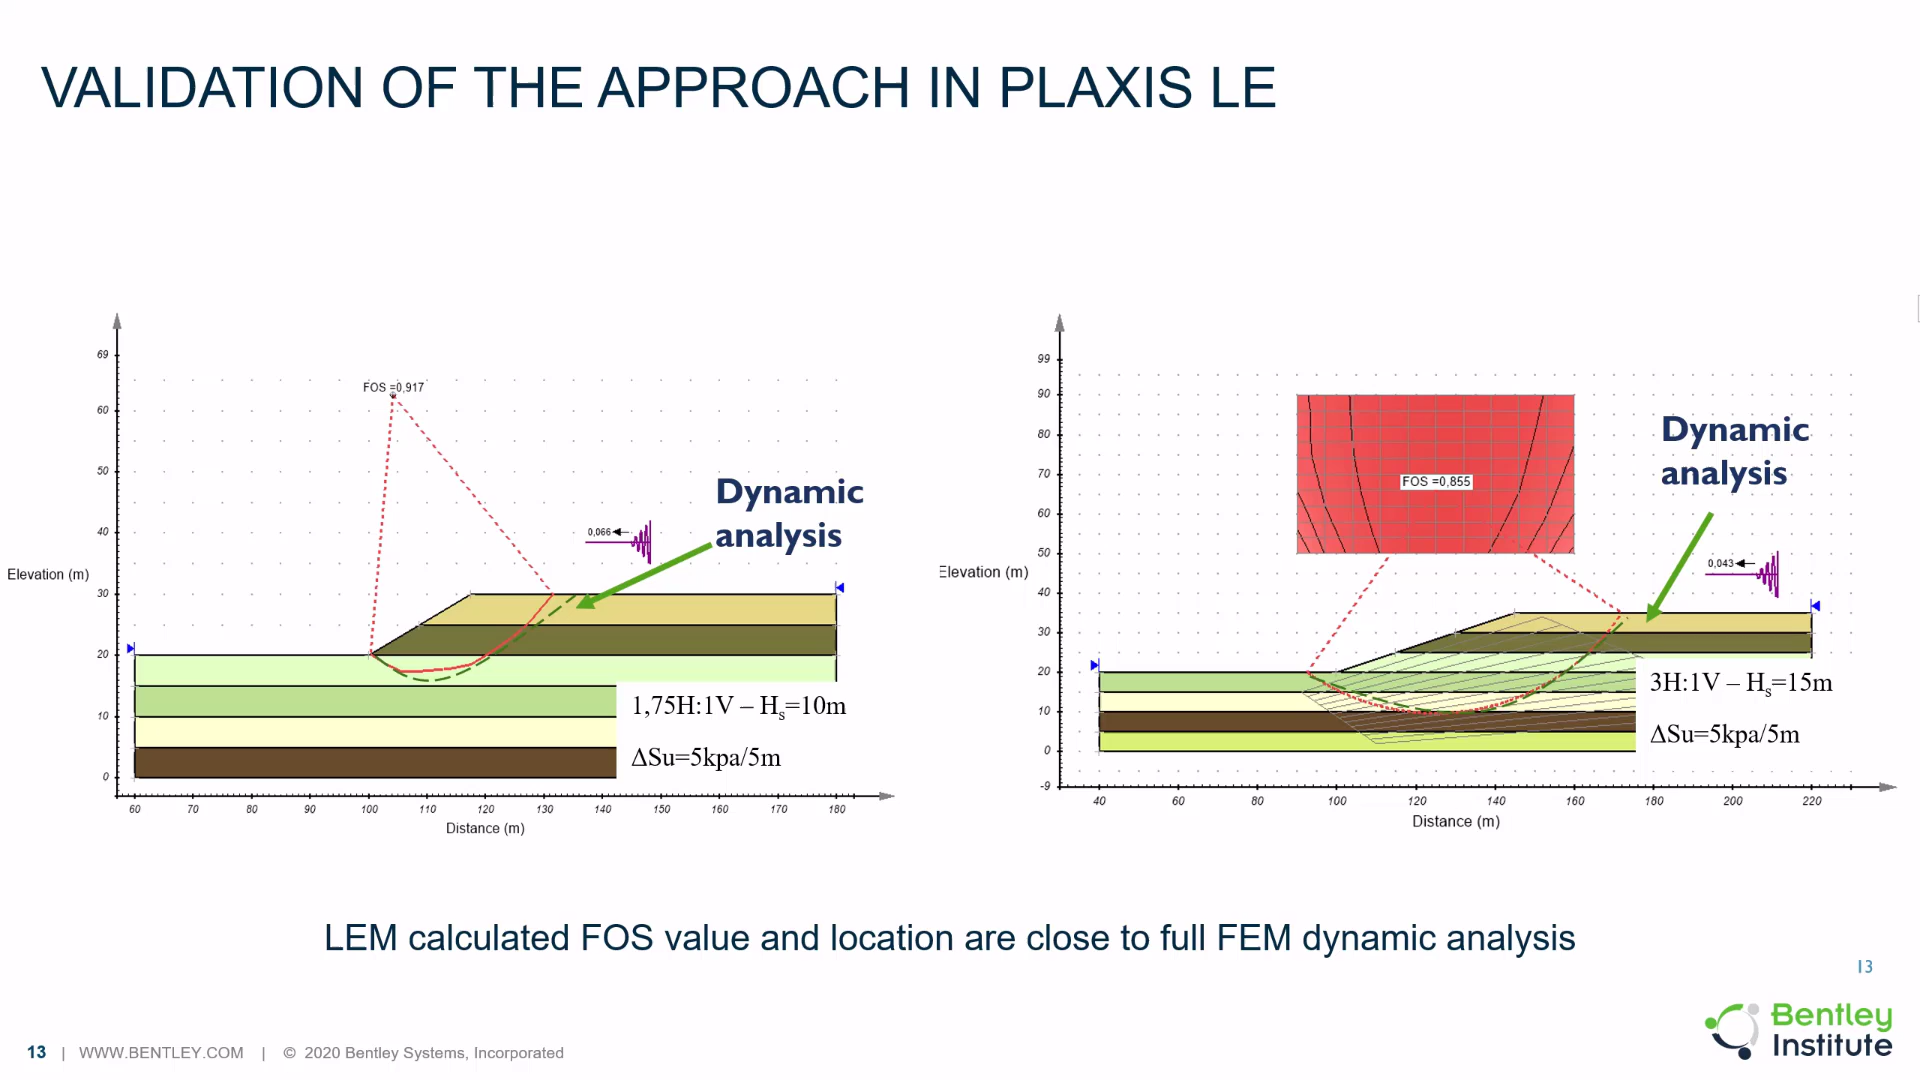 VALIDATION OF THE APPROACH IN PLAXIS LE
69
60
50
40
30
20
10
0
Elevation (m)
FOS =0,917
0,066
Dynamic
analysis
1,75H:1V – Hs=10m
ΔSu=5kpa/5m
60 70 80 90 100 110 120 130 140 150 160 170 180
Distance (m)
99
90
80
70
60
50
40
30
20
10
0
-9
Elevation (m)
FOS =0,855
Dynamic
analysis
0,043
3H:1V – Hs=15m
ΔSu=5kpa/5m
40 60 80 100 120 140 160 180 200 220
Distance (m)
LEM calculated FOS value and location are close to full FEM dynamic analysis
13
Bentley
Institute
13 | WWW.BENTLEY.COM | © 2020 Bentley Systems, Incorporated